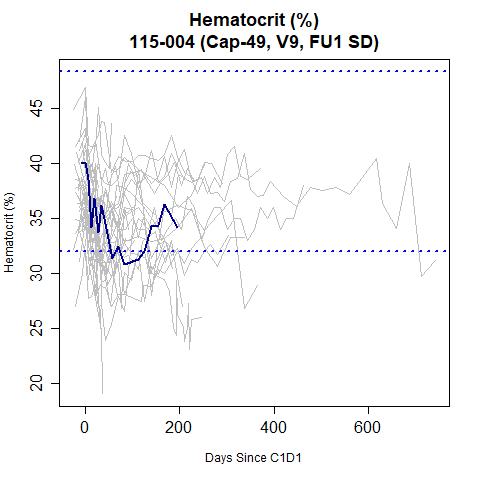 Hematocrit (%)
115-004 (Cap-49, V9, FU1 SD)
Hematocrit (%)
45
40
35
30
25
20
0
200
400
600
Days Since C1D1